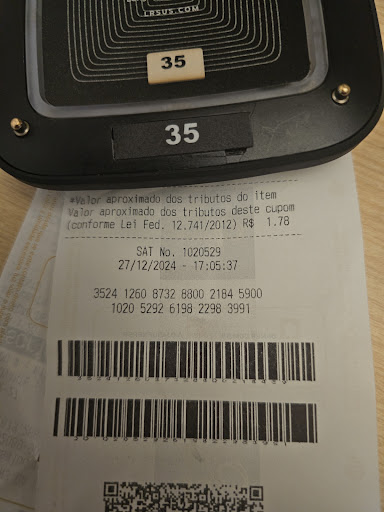 LRSUS.COM
35
35
*Valor aproximado dos tributos do item
Valor aproximado dos tributos deste cupom
(conforme Lei Fed. 12.741/2012) R$ 1.78
SAT No. 1020529
27/12/2024 - 17:05:37
3524 1260 8732 8800 2184 5900
1020 5292 6198 2298 3991